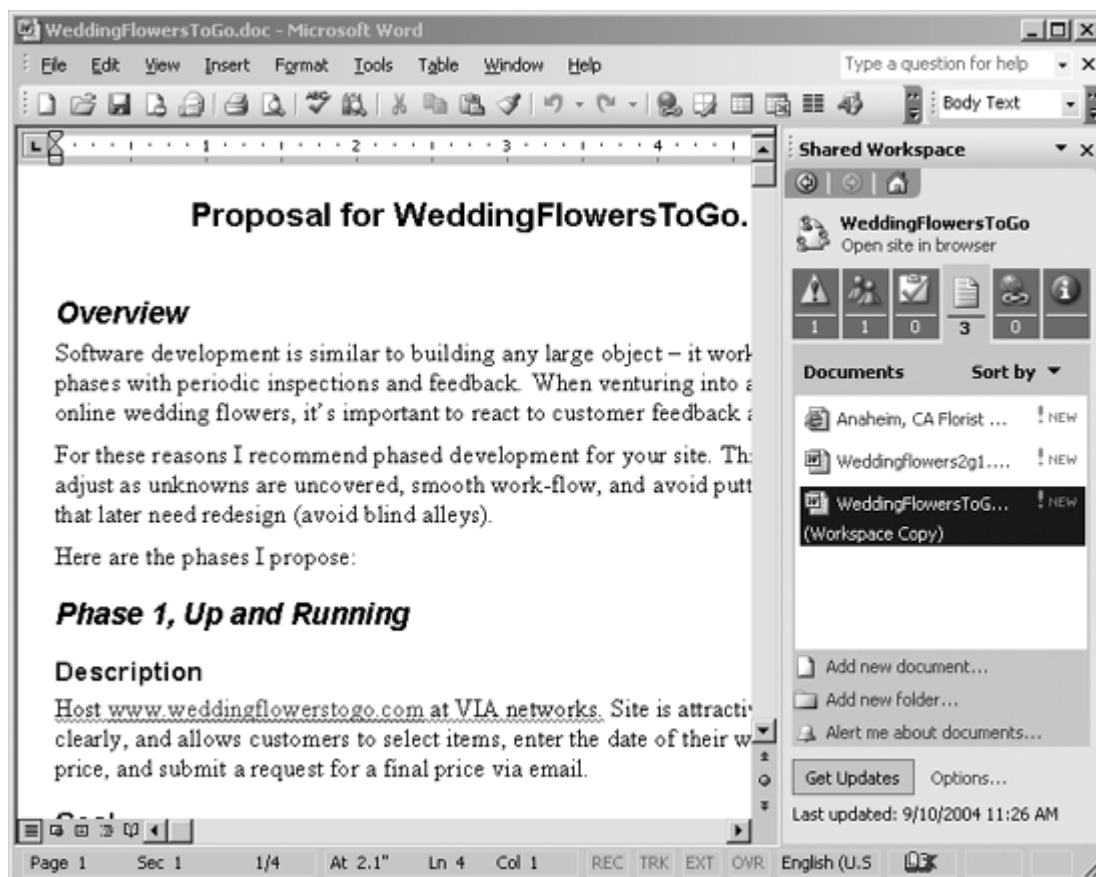 WeddingFlowersToGo.doc - Microsoft Word
File Edit View Insert Format Tools Table Window Help
Type a question for help
Body Text
1 2 3 4
Shared Workspace
Proposal for WeddingFlowersToGo.
WeddingFlowersToGo
Open site in browser
1 1 0 3 0
Overview
Software development is similar to building any large object – it work
phases with periodic inspections and feedback. When venturing into a
online wedding flowers, it's important to react to customer feedback a
For these reasons I recommend phased development for your site. Thi
adjust as unknowns are uncovered, smooth work-flow, and avoid putt
that later need redesign (avoid blind alleys).
Here are the phases I propose:
Phase 1, Up and Running
Description
Host www.weddingflowerstogo.com at VIA networks. Site is attractiv
clearly, and allows customers to select items, enter the date of their w
price, and submit a request for a final price via email.
Documents Sort by
Anaheim, CA Florist ... ! NEW
Weddingflowers2g1.... ! NEW
WeddingFlowersToG... ! NEW
(Workspace Copy)
Add new document...
Add new folder...
Alert me about documents...
Get Updates Options...
Last updated: 9/10/2004 11:26 AM
Page 1 Sec 1 1/4 At 2.1" Ln 4 Col 1 REC TRK EXT OVR English (U.S